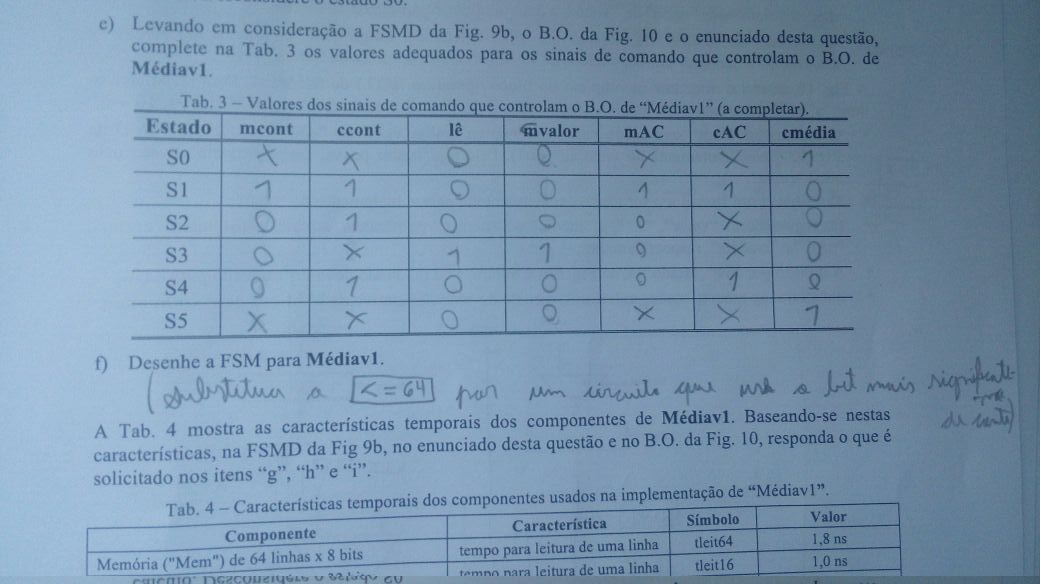 e) Levando em consideração a FSMD da Fig. 9b, o B.O. da Fig. 10 e o enunciado desta questão,
complete na Tab. 3 os valores adequados para os sinais de comando que controlam o B.O. de
Médiav1.
Tab. 3 – Valores dos sinais de comando que controlam o B.O. de “Médiav1” (a completar).
Estado mcont ccont lê mvalor mAC cAC cmédia
S0 X X 0 0 X X 1
S1 1 1 0 0 1 1 0
S2 0 1 0 0 0 X 0
S3 0 X 1 1 0 X 0
S4 0 1 0 0 0 1 0
S5 X X 0 0 X X 1
f) Desenhe a FSM para Médiav1.
(substitua a <=64 por um circuito que usa o bit mais significante
de cont)
A Tab. 4 mostra as características temporais dos componentes de Médiav1. Baseando-se nestas
características, na FSMD da Fig 9b, no enunciado desta questão e no B.O. da Fig. 10, responda o que é
solicitado nos itens “g”, “h” e “i”.
Tab. 4 – Características temporais dos componentes usados na implementação de “Médiav1”.
Componente Característica Símbolo Valor
Memória ("Mem") de 64 linhas x 8 bits tempo para leitura de uma linha tleit64 1,8 ns
tempo para leitura de uma linha tleit16 1,0 ns